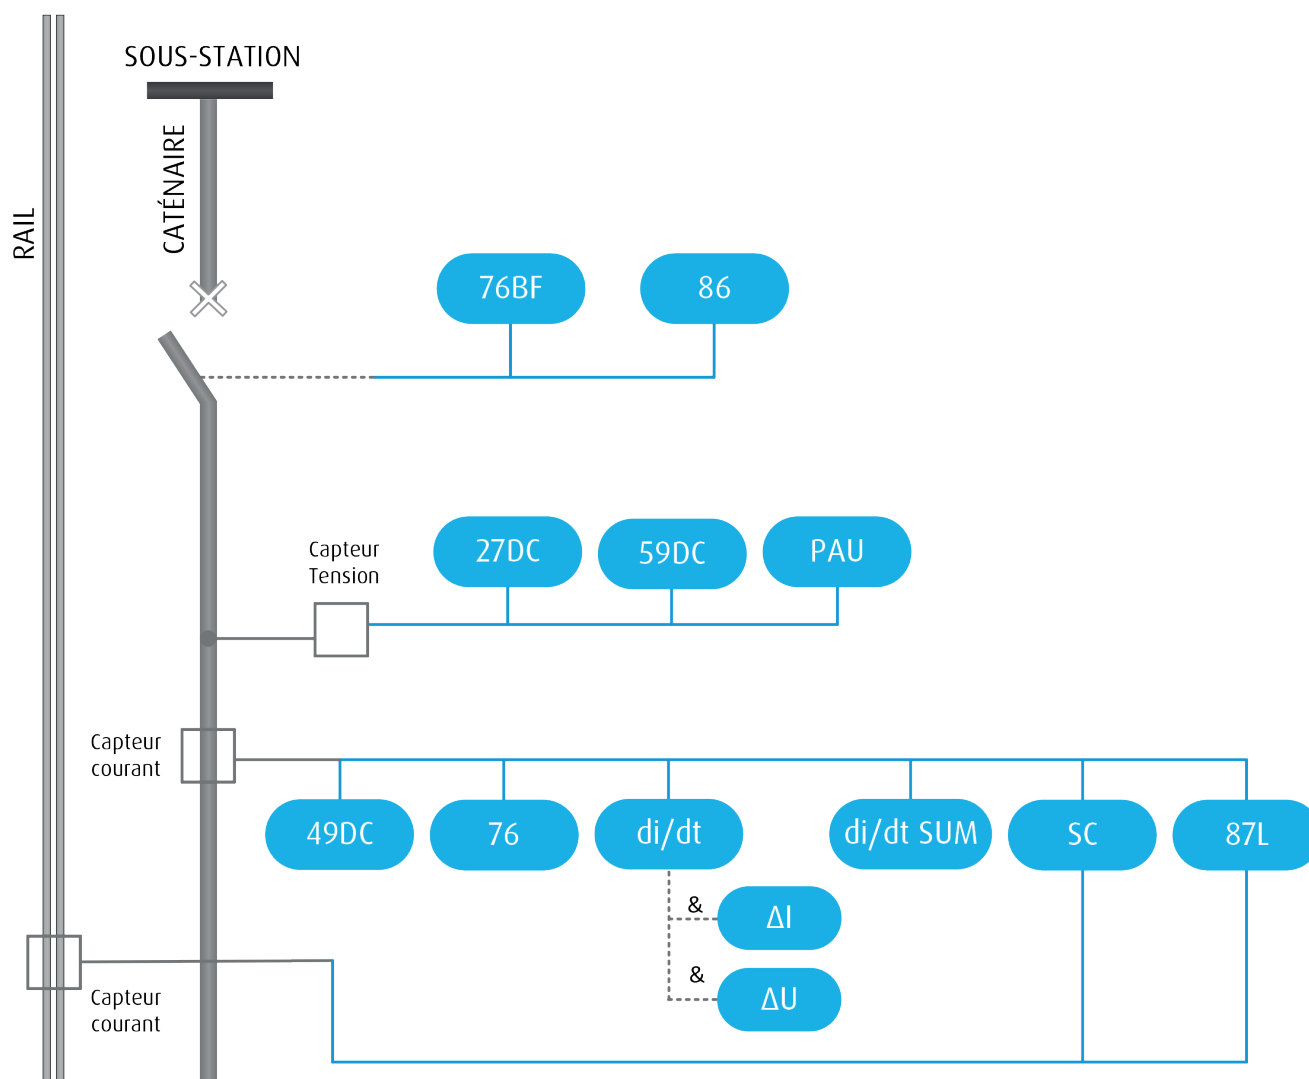 SOUS-STATION
CATÉNAIRE
RAIL
76BF
86
Capteur
Tension
27DC
59DC
PAU
Capteur
courant
49DC
76
di/dt
di/dt SUM
SC
87L
&
ΔI
&
ΔU
Capteur
courant